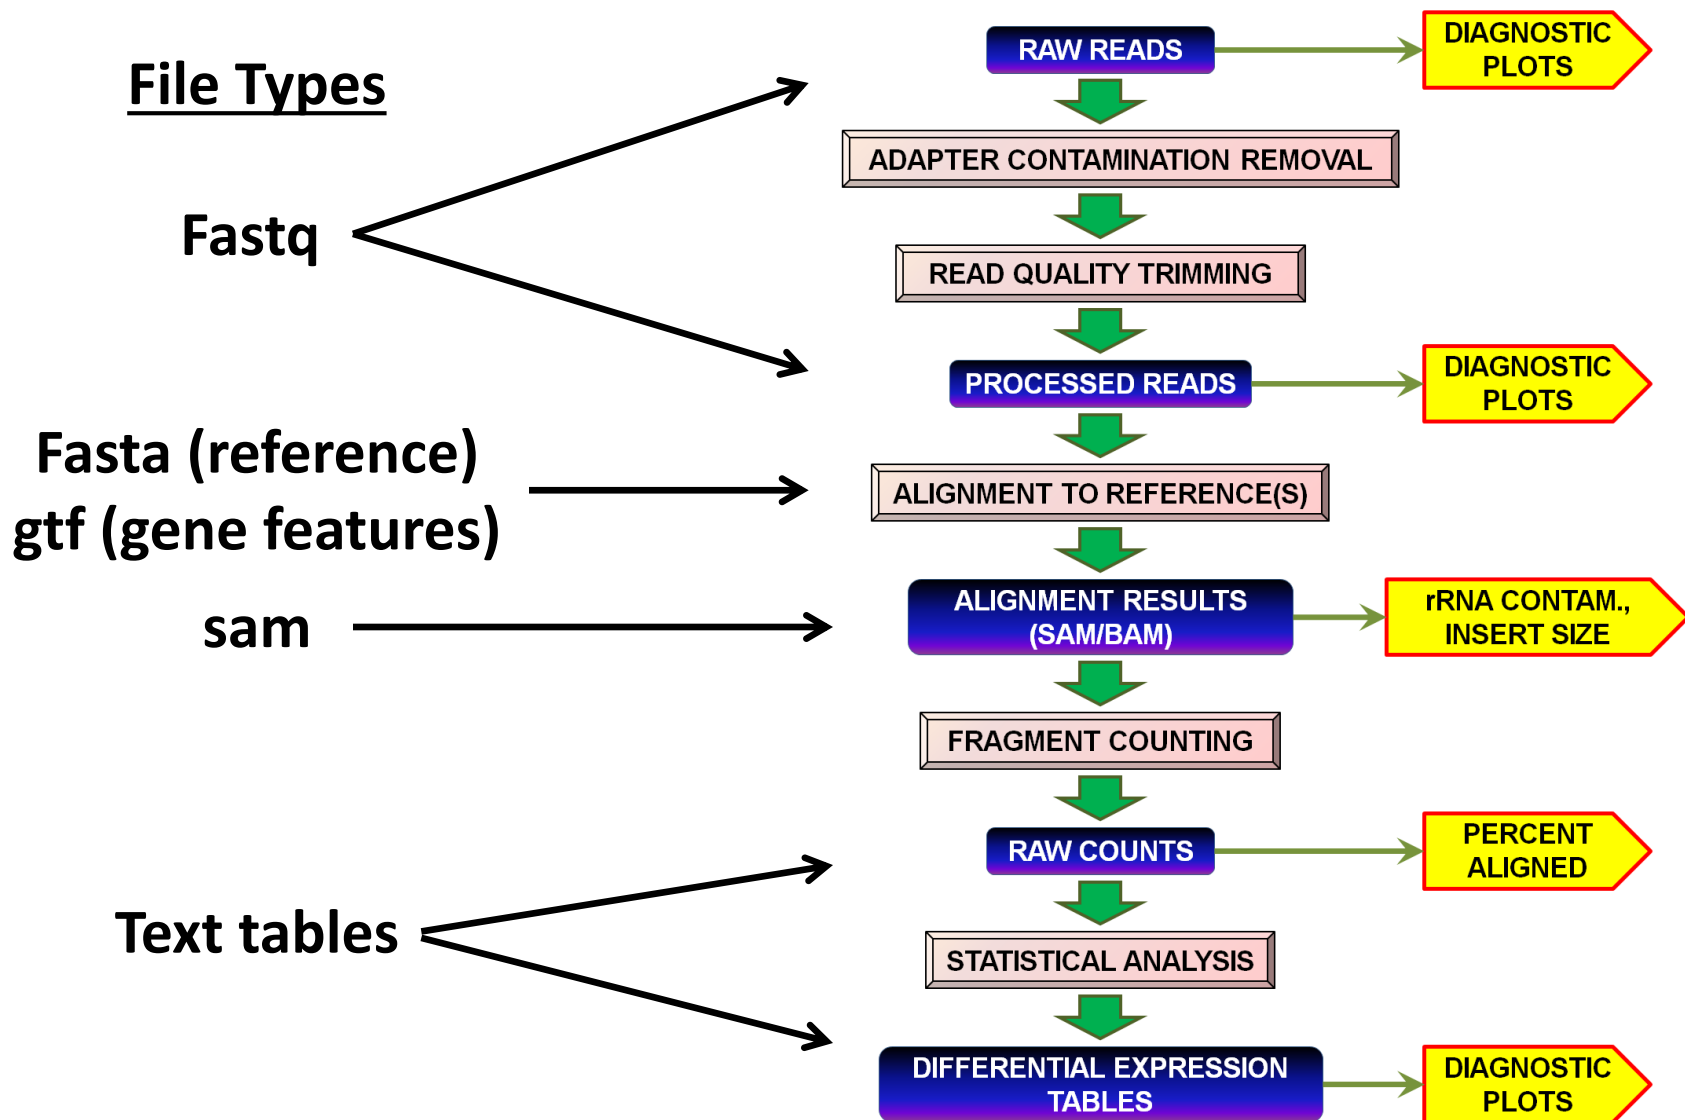 File Types
Fastq
Fasta (reference)
gtf (gene features)
sam
Text tables
RAW READS
DIAGNOSTIC
PLOTS
ADAPTER CONTAMINATION REMOVAL
READ QUALITY TRIMMING
PROCESSED READS
DIAGNOSTIC
PLOTS
ALIGNMENT TO REFERENCE(S)
ALIGNMENT RESULTS
(SAM/BAM)
rRNA CONTAM.,
INSERT SIZE
FRAGMENT COUNTING
RAW COUNTS
PERCENT
ALIGNED
STATISTICAL ANALYSIS
DIFFERENTIAL EXPRESSION
TABLES
DIAGNOSTIC
PLOTS